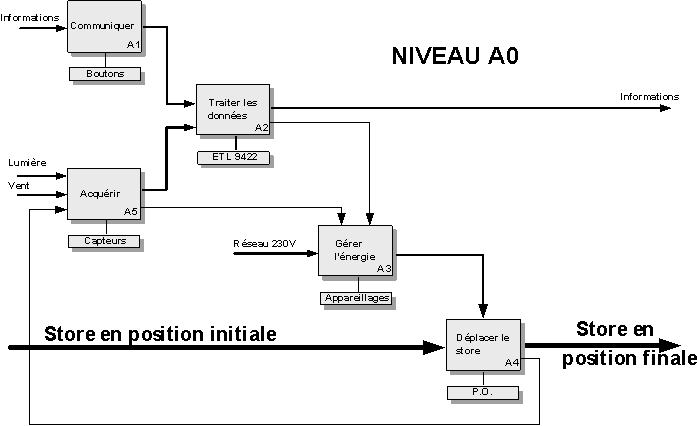 Informations
Communiquer
A1
Boutons
NIVEAU A0
Traiter les
données
A2
ETL 9422
Informations
Lumière
Vent
Acquérir
A5
Capteurs
Réseau 230V
Gérer
l'énergie
A3
Appareillages
Store en position initiale
Déplacer le
store
A4
P.O.
Store en
position finale